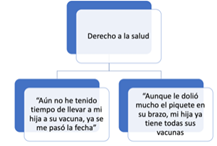 Derecho a la salud
"Aún no he tenido
tiempo de llevar a mi
hija a su vacuna, ya se
me pasó la fecha"
"Aunque le dolió
mucho el piquete en
su brazo, mi hija ya
tiene todas sus
vacunas